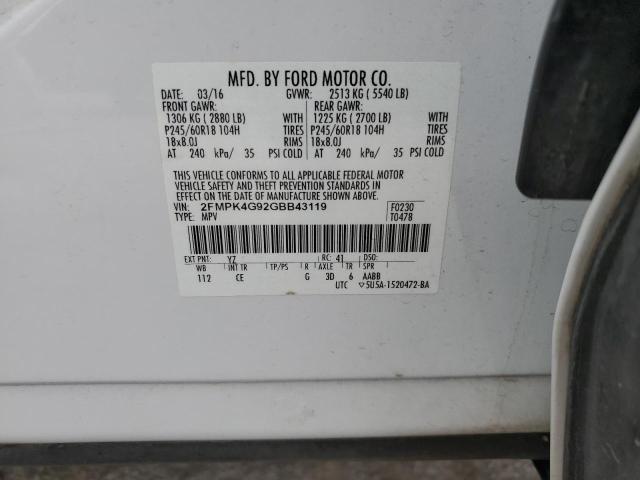 MFD. BY FORD MOTOR CO.
DATE: 03/16 GVWR: 2513 KG ( 5540 LB)
FRONT GAWR: REAR GAWR:
1306 KG ( 2880 LB) WITH 1225 KG ( 2700 LB) WITH
P245/60R18 104H TIRES P245/60R18 104H TIRES
18x8.0J RIMS 18x8.0J RIMS
AT 240 kPa/ 35 PSI COLD AT 240 kPa/ 35 PSI COLD
THIS VEHICLE CONFORMS TO ALL APPLICABLE FEDERAL MOTOR
VEHICLE SAFETY AND THEFT PREVENTION STANDARDS IN
EFFECT ON THE DATE OF MANUFACTURE SHOWN ABOVE.
VIN: 2FMPK4G92GBB43119 F0230
TYPE: MPV T0478
EXT PNT: YZ RC: 41 DSO:
WB INT TR TP/PS R AXLE TR SPR
112 CE G 3D 6 AABB
UTC ▽5U5A-1520472-BA